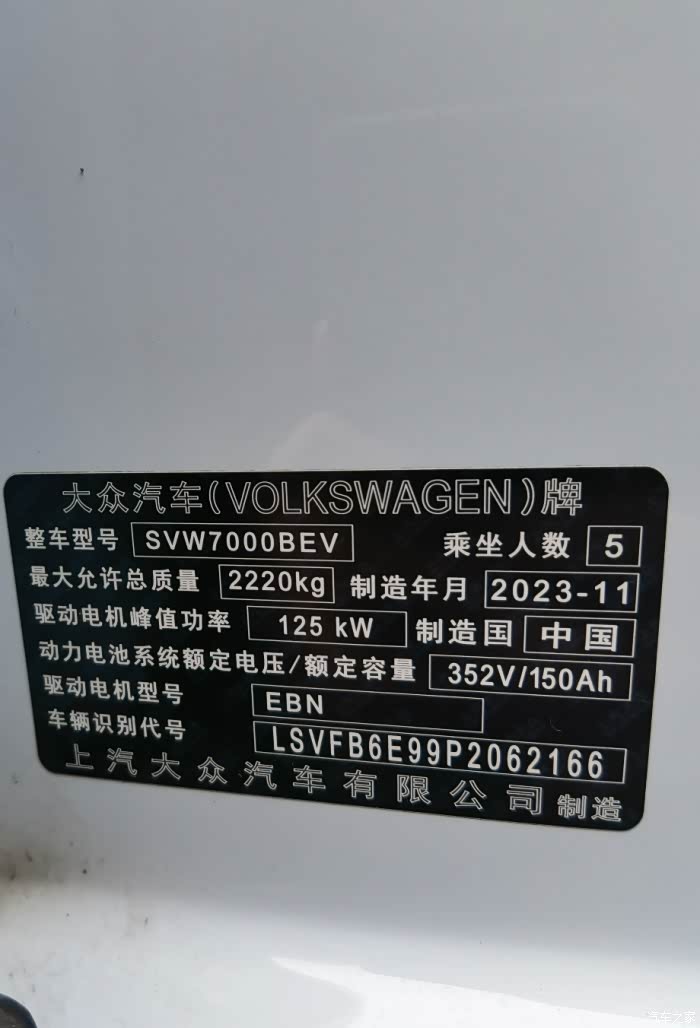 大众汽车(VOLKSWAGEN)牌
整车型号 SVW7000BEV 乘坐人数 5
最大允许总质量 2220kg 制造年月 2023-11
驱动电机峰值功率 125 kW 制造国 中国
动力电池系统额定电压/额定容量 352V/150Ah
驱动电机型号 EBN
车辆识别代号 LSVFB6E99P2062166
上汽大众汽车有限公司 制造
汽车之家